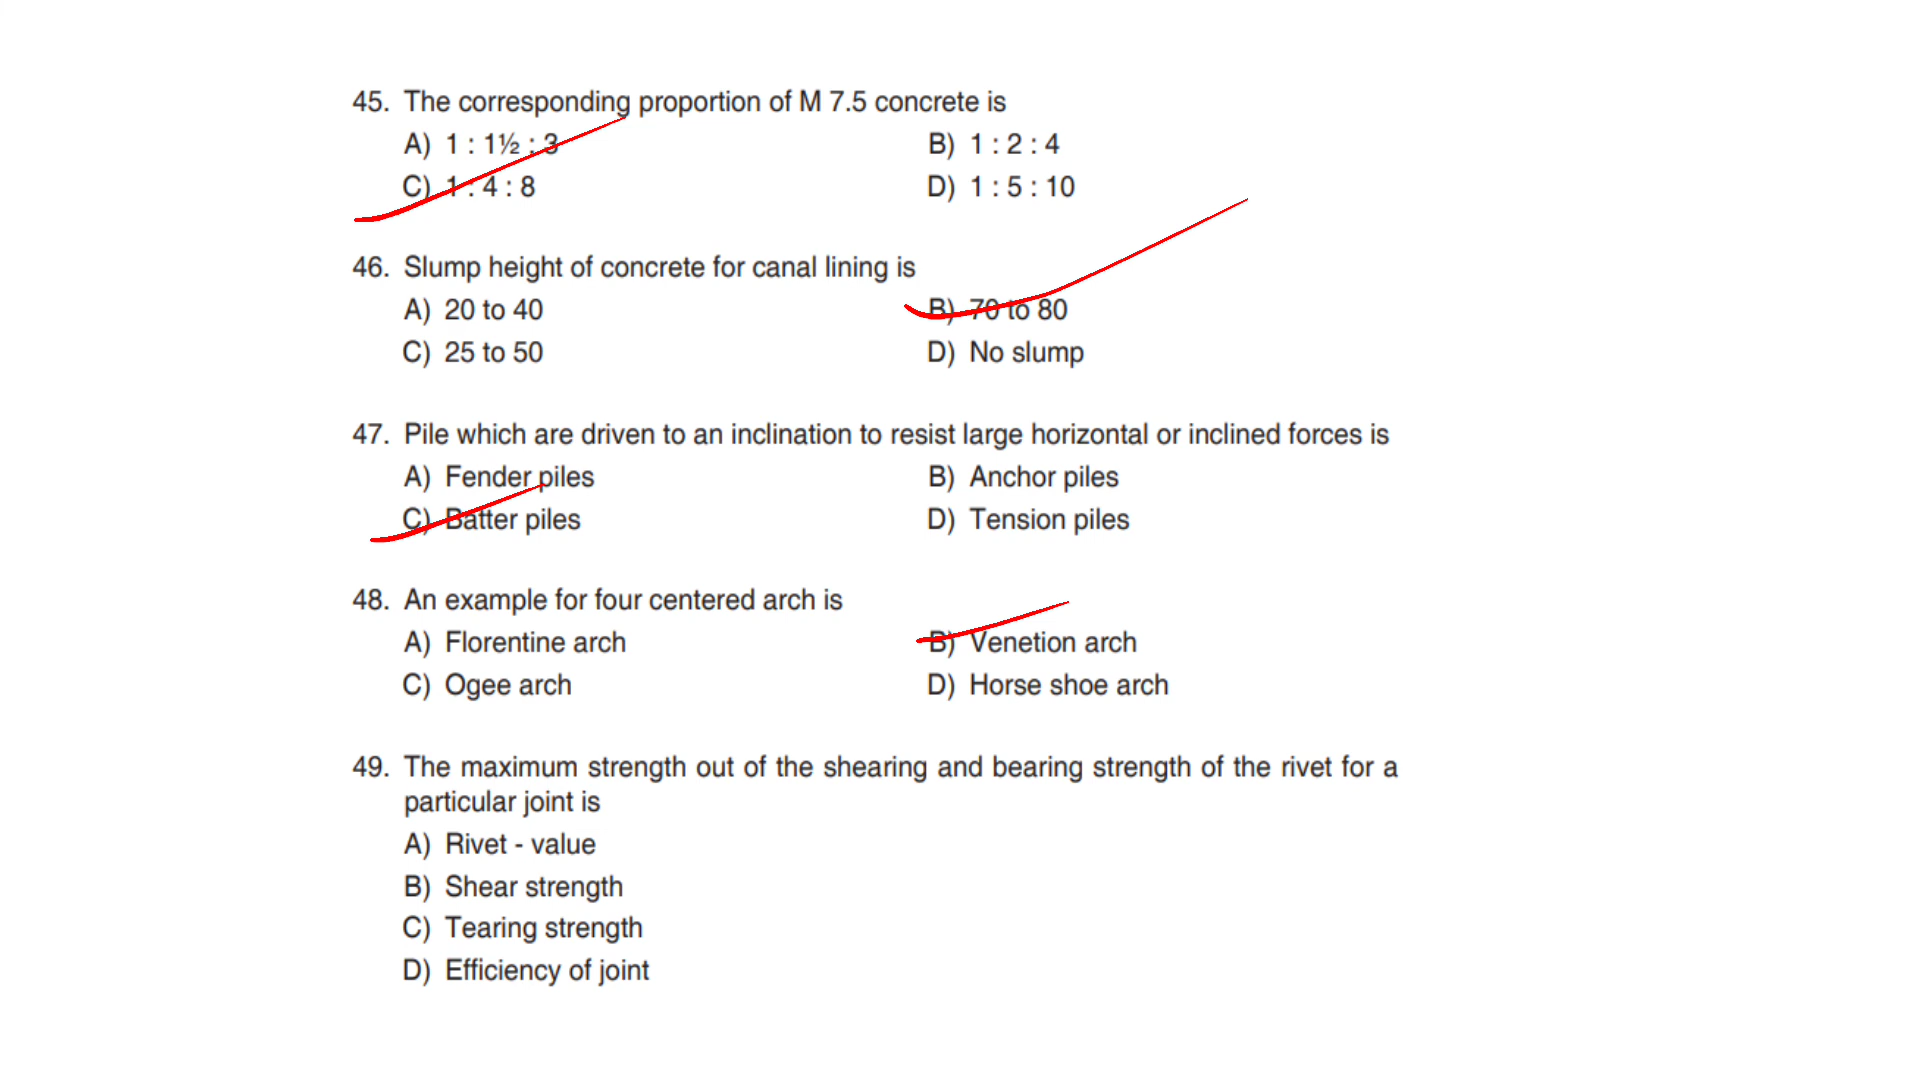 45. The corresponding proportion of M 7.5 concrete is
A) 1 : 1½ : 3 B) 1 : 2 : 4
C) 1 : 4 : 8 D) 1 : 5 : 10
46. Slump height of concrete for canal lining is
A) 20 to 40 B) 70 to 80
C) 25 to 50 D) No slump
47. Pile which are driven to an inclination to resist large horizontal or inclined forces is
A) Fender piles B) Anchor piles
C) Batter piles D) Tension piles
48. An example for four centered arch is
A) Florentine arch B) Venetion arch
C) Ogee arch D) Horse shoe arch
49. The maximum strength out of the shearing and bearing strength of the rivet for a
particular joint is
A) Rivet - value
B) Shear strength
C) Tearing strength
D) Efficiency of joint